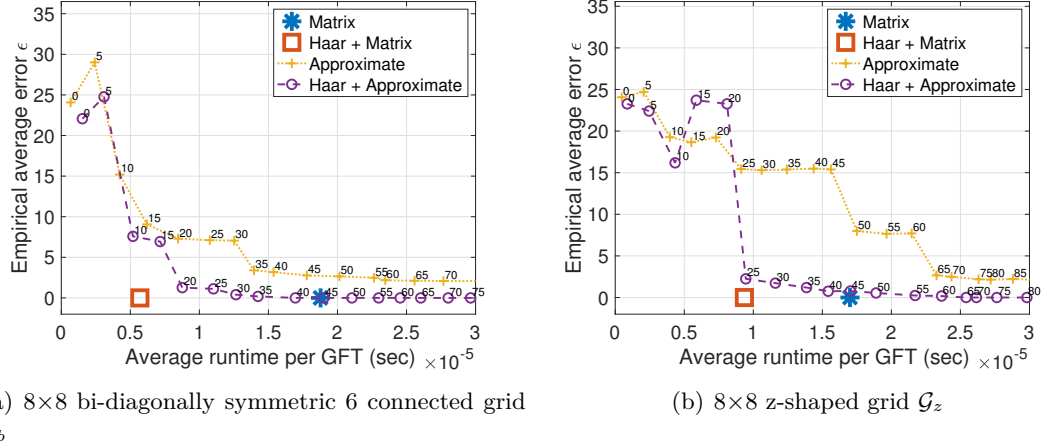 35
30
25
20
15
10
5
0
Empirical average error ϵ
0 5 10 15 20 25 30 35 40 45 50 55 60 65 70
0 5 10 15 20 25 30 35 40 45 50 55 60 65 70 75
Matrix
Haar + Matrix
Approximate
Haar + Approximate
0 0.5 1 1.5 2 2.5 3
Average runtime per GFT (sec) ×10^-5
) 8×8 bi-diagonally symmetric 6 connected grid
b
35
30
25
20
15
10
5
0
Empirical average error ϵ
0 5 10 15 20 25 30 35 40 45 50 55 60 65 70 75 80 85
0 5 10 15 20 25 30 35 40 45 50 55 60 65 70 75 80
Matrix
Haar + Matrix
Approximate
Haar + Approximate
0 0.5 1 1.5 2 2.5 3
Average runtime per GFT (sec) ×10^-5
(b) 8×8 z-shaped grid 𝒢z